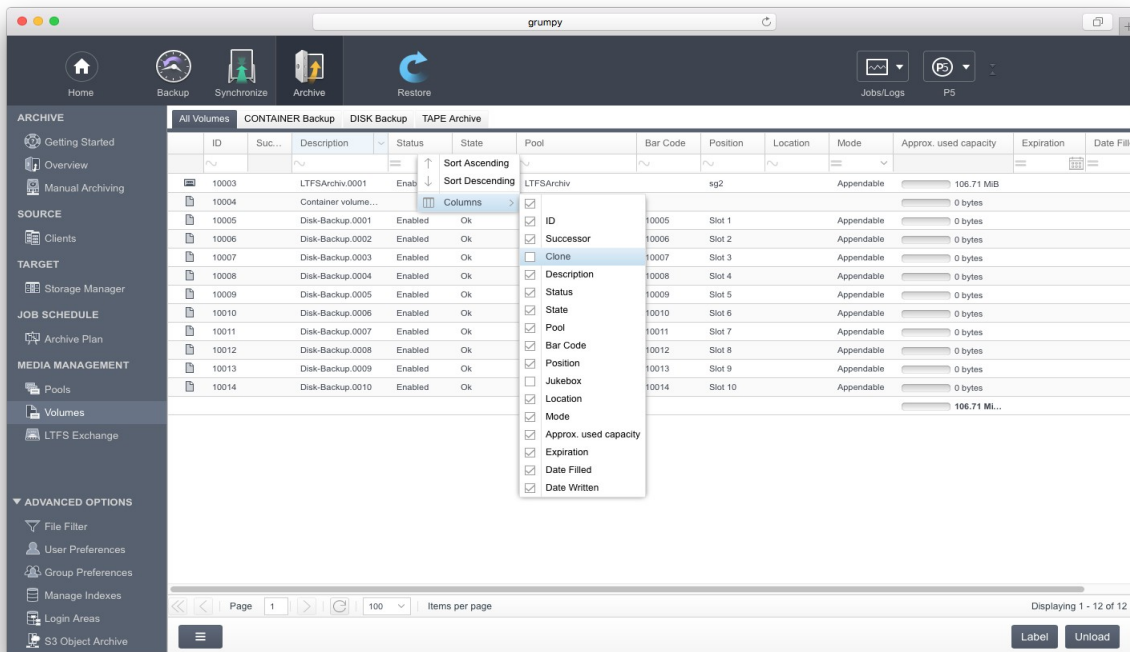 grumpy
Home
Backup
Synchronize
Archive
Restore
Jobs/Logs
P5
P5
ARCHIVE
Getting Started
Overview
Manual Archiving
SOURCE
Clients
TARGET
Storage Manager
JOB SCHEDULE
Archive Plan
MEDIA MANAGEMENT
Pools
Volumes
LTFS Exchange
ADVANCED OPTIONS
File Filter
User Preferences
Group Preferences
Manage Indexes
Login Areas
S3 Object Archive
All Volumes CONTAINER Backup DISK Backup TAPE Archive
ID Suc... Description Status State Pool Bar Code Position Location Mode Approx. used capacity Expiration Date Fill
10003 LTFSArchiv.0001 Enab LTFSArchiv sg2 Appendable 106.71 MiB
10004 Container volume... 0 bytes
10005 Disk-Backup.0001 Enabled Ok 10005 Slot 1 Appendable 0 bytes
10006 Disk-Backup.0002 Enabled Ok 10006 Slot 2 Appendable 0 bytes
10007 Disk-Backup.0003 Enabled Ok 10007 Slot 3 Appendable 0 bytes
10008 Disk-Backup.0004 Enabled Ok 10008 Slot 4 Appendable 0 bytes
10009 Disk-Backup.0005 Enabled Ok 10009 Slot 5 Appendable 0 bytes
10010 Disk-Backup.0006 Enabled Ok 10010 Slot 6 Appendable 0 bytes
10011 Disk-Backup.0007 Enabled Ok 10011 Slot 7 Appendable 0 bytes
10012 Disk-Backup.0008 Enabled Ok 10012 Slot 8 Appendable 0 bytes
10013 Disk-Backup.0009 Enabled Ok 10013 Slot 9 Appendable 0 bytes
10014 Disk-Backup.0010 Enabled Ok 10014 Slot 10 Appendable 0 bytes
106.71 Mi...
Sort Ascending
Sort Descending
Columns
ID
Successor
Clone
Description
Status
State
Pool
Bar Code
Position
Jukebox
Location
Mode
Approx. used capacity
Expiration
Date Filled
Date Written
Page 1 100 Items per page Displaying 1 - 12 of 12
Label Unload